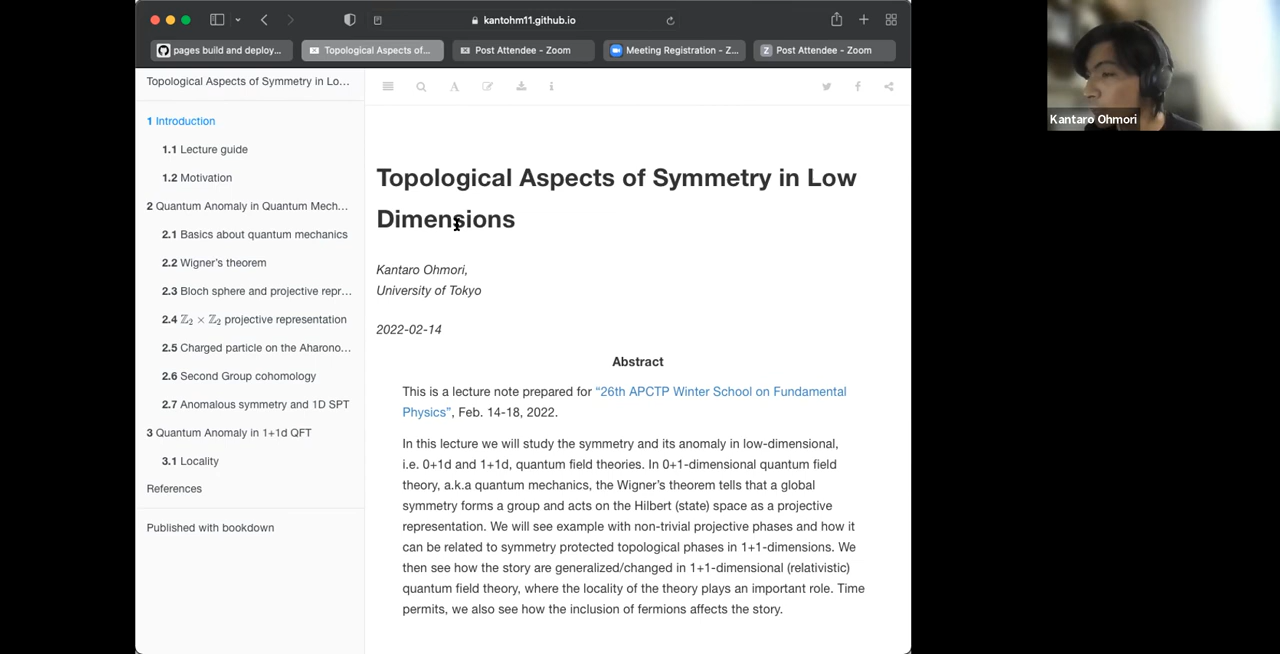 kantohm11.github.io
pages build and deploy...
Topological Aspects of...
Post Attendee - Zoom
Meeting Registration - Z...
Z
Post Attendee - Zoom
Topological Aspects of Symmetry in Lo...
1 Introduction
1.1 Lecture guide
1.2 Motivation
2 Quantum Anomaly in Quantum Mech...
2.1 Basics about quantum mechanics
2.2 Wigner's theorem
2.3 Bloch sphere and projective repr...
2.4 ℤ₂ × ℤ₂ projective representation
2.5 Charged particle on the Aharono...
2.6 Second Group cohomology
2.7 Anomalous symmetry and 1D SPT
3 Quantum Anomaly in 1+1d QFT
3.1 Locality
References
Published with bookdown
A
i
f
Topological Aspects of Symmetry in Low
Dimensions
Kantaro Ohmori,
University of Tokyo
2022-02-14
Abstract
This is a lecture note prepared for “26th APCTP Winter School on Fundamental
Physics”, Feb. 14-18, 2022.
In this lecture we will study the symmetry and its anomaly in low-dimensional,
i.e. 0+1d and 1+1d, quantum field theories. In 0+1-dimensional quantum field
theory, a.k.a quantum mechanics, the Wigner's theorem tells that a global
symmetry forms a group and acts on the Hilbert (state) space as a projective
representation. We will see example with non-trivial projective phases and how it
can be related to symmetry protected topological phases in 1+1-dimensions. We
then see how the story are generalized/changed in 1+1-dimensional (relativistic)
quantum field theory, where the locality of the theory plays an important role. Time
permits, we also see how the inclusion of fermions affects the story.
Kantaro Ohmori